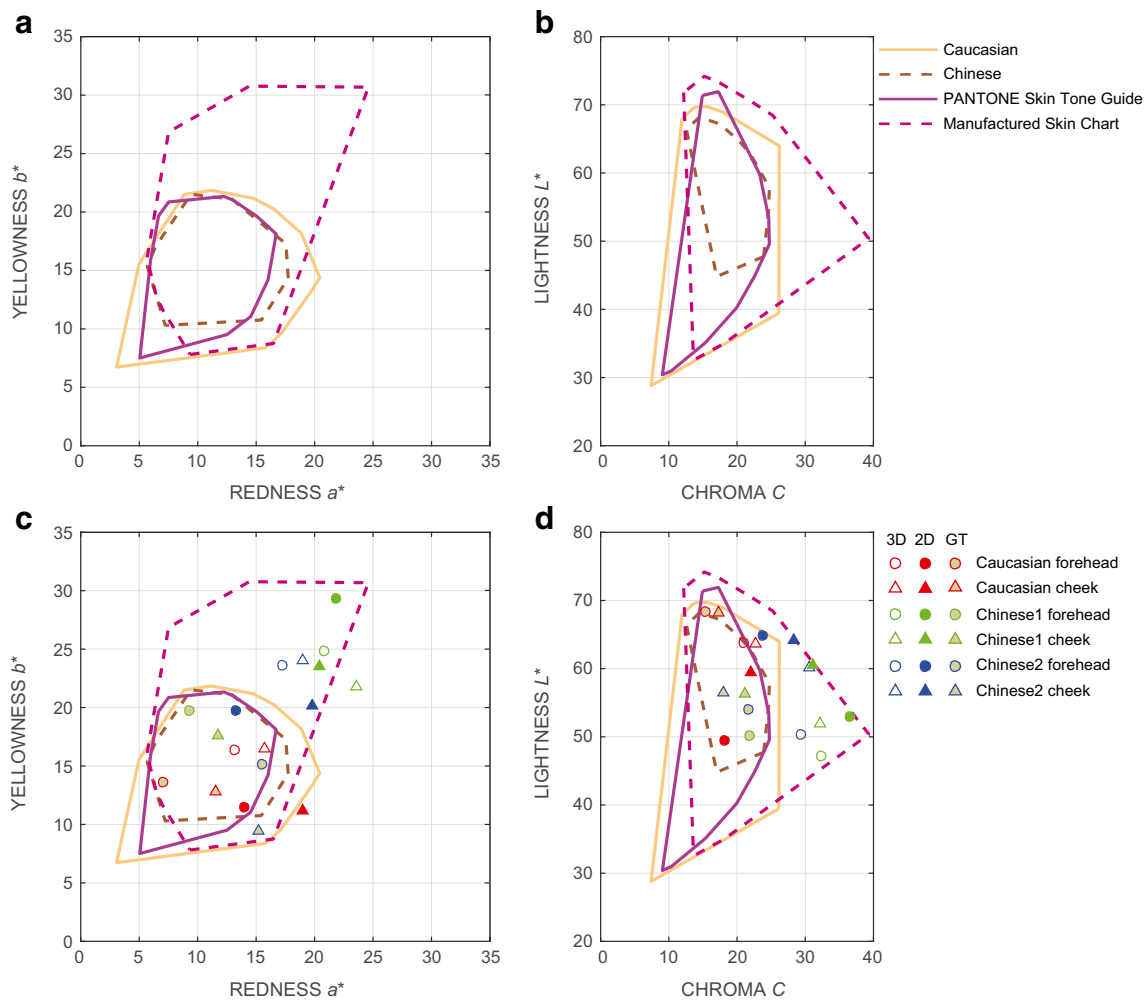 a
35
30
25
20
15
10
5
0
YELLOWNESS b*
0 5 10 15 20 25 30 35
REDNESS a*
b
80
70
60
50
40
30
20
LIGHTNESS L*
0 10 20 30 40
CHROMA C
Caucasian
Chinese
PANTONE Skin Tone Guide
Manufactured Skin Chart
c
35
30
25
20
15
10
5
0
YELLOWNESS b*
0 5 10 15 20 25 30 35
REDNESS a*
d
80
70
60
50
40
30
20
LIGHTNESS L*
0 10 20 30 40
CHROMA C
3D 2D GT
Caucasian forehead
Caucasian cheek
Chinese1 forehead
Chinese1 cheek
Chinese2 forehead
Chinese2 cheek